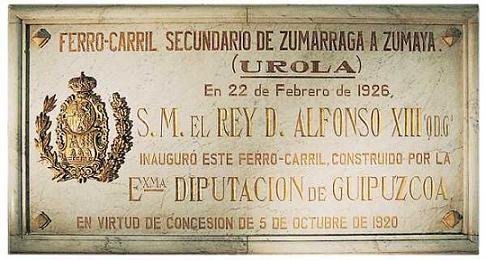 FERRO-CARRIL SECUNDARIO DE ZUMARRAGA A ZUMAYA
(UROLA)
En 22 de Febrero de 1926,
S. M. EL REY D. ALFONSO XIII (Q.D.G.)
INAUGURÓ ESTE FERRO-CARRIL, CONSTRUIDO POR LA
EXMA DIPUTACION DE GUIPUZCOA
EN VIRTUD DE CONCESION DE 5 DE OCTUBRE DE 1920